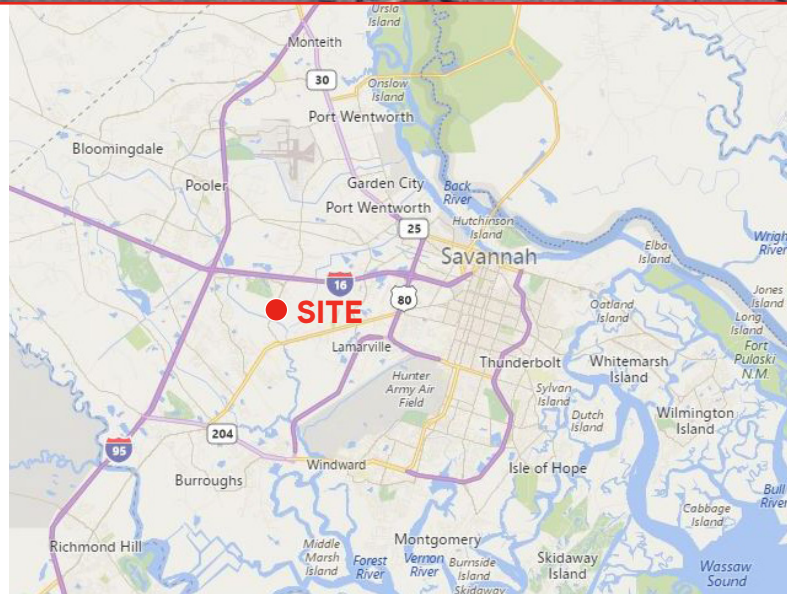 Ursla
Island
Monteith
30
Onslow
Island
Port Wentworth
Bloomingdale
Pooler
Garden City
Back
River
Port Wentworth
Hutchinson
Island
25
Savannah
Elba
Island
Wrigh
River
16
80
SITE
Jones
Island
Long
Island
Oatland
Island
Fort
Pulaski
N.M.
Lamarville
Thunderbolt
Whitemarsh
Island
Hunter
Army Air
Field
Sylvan
Island
Dutch
Island
Wilmington
Island
204
95
Burroughs
Windward
Isle of Hope
Bull
River
Cabbage
Island
Richmond Hill
Middle
Marsh
Island
Forest
River
Montgomery
Vernon
River
Burnside
Island
Skidaway
Skidaway
Island
Wassaw
Sound